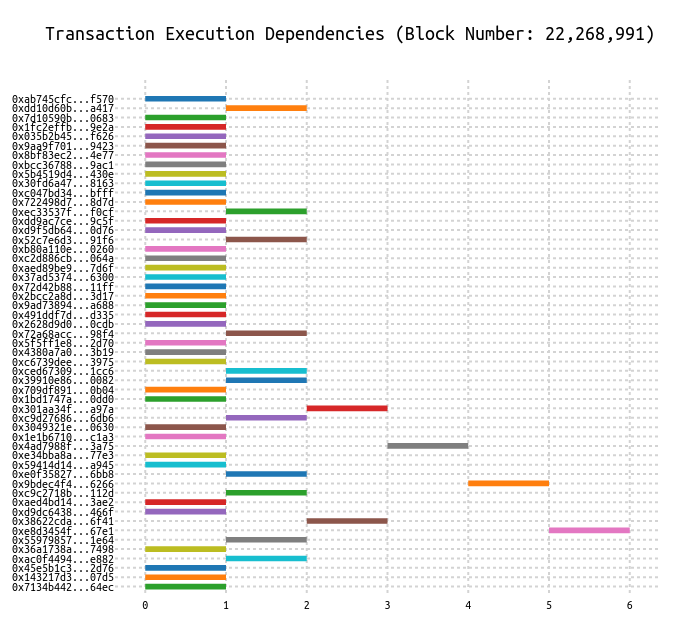 Transaction Execution Dependencies (Block Number: 22,268,991)
0xab745cfc...f570
0xdd10d60b...a417
0x7d10590b...0683
0x1fc2effb...9e2a
0x035b2b45...f626
0x9aa9f701...9423
0x8bf83ec2...4e77
0xbcc36788...9ac1
0x5b4519d4...430e
0x30fd6a47...8163
0xc047bd34...bfff
0x722498d7...8d7d
0xec33537f...f0cf
0xdd9ac7ce...9c5f
0xd9f5db64...0d76
0x52c7e6d3...91f6
0xb80a110e...0260
0xc2d886cb...064a
0xaed89be9...7d6f
0x37ad5374...6300
0x72d42b88...11ff
0x2bcc2a8d...3d17
0x9ad73894...a688
0x491ddf7d...d335
0x2628d9d0...0cdb
0x72a68acc...98f4
0x5f5ff1e8...2d70
0x4380a7a0...3b19
0xc6739dee...3975
0xced67309...1cc6
0x39910e86...0082
0x709df891...0b04
0x1bd1747a...0dd0
0x301aa34f...a97a
0xc9d27686...6db6
0x3049321e...0630
0x1e1b6710...c1a3
0x4ad7988f...3a75
0xe34bba8a...77e3
0x59414d14...a945
0xe0f35827...6bb8
0x9bdec4f4...6266
0xc9c2718b...112d
0xaed4bd14...3ae2
0xd9dc6438...466f
0x38622cda...6f41
0xe8d3454f...67e1
0x55979857...1e64
0x36a1738a...7498
0xac0f4494...e882
0x45e5b1c3...2d76
0x143217d3...07d5
0x7134b442...64ec
0 1 2 3 4 5 6